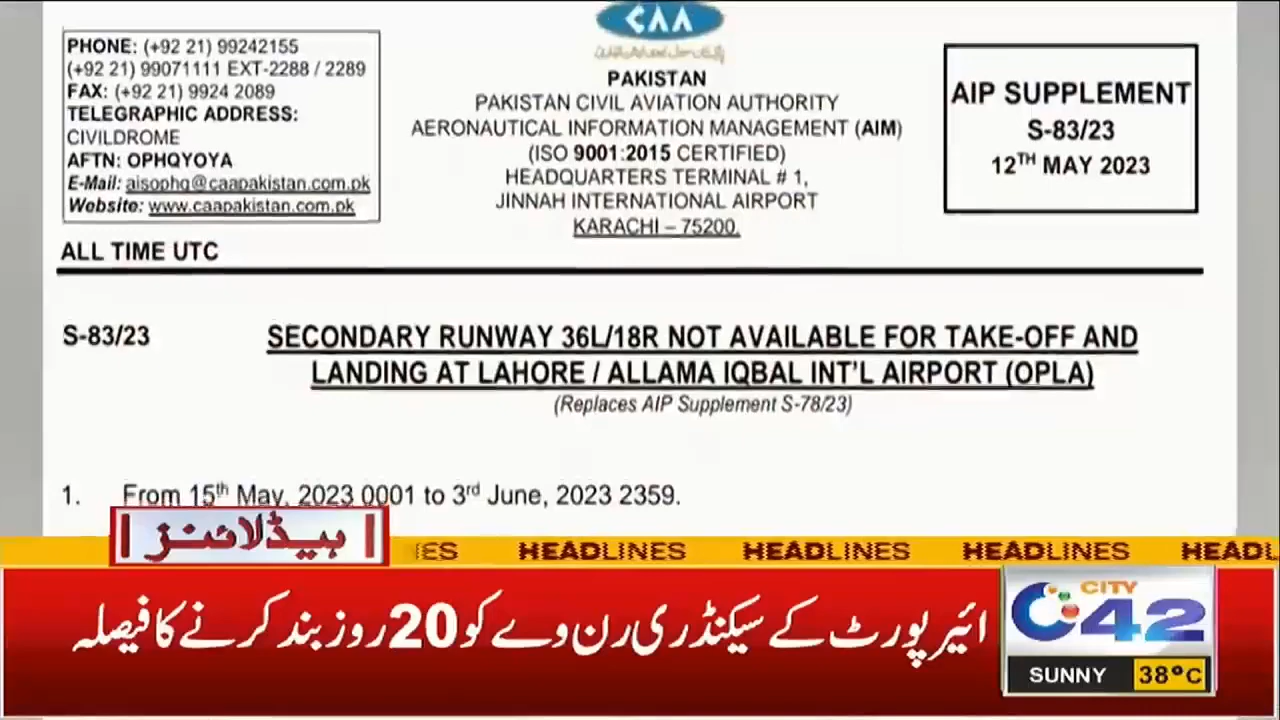 CAA
PHONE: (+92 21) 99242155
(+92 21) 99071111 EXT-2288 / 2289
FAX: (+92 21) 9924 2089
TELEGRAPHIC ADDRESS:
CIVILDROME
AFTN: OPHQYOYA
E-Mail: aisophq@caapakistan.com.pk
Website: www.caapakistan.com.pk
PAKISTAN
PAKISTAN CIVIL AVIATION AUTHORITY
AERONAUTICAL INFORMATION MANAGEMENT (AIM)
(ISO 9001:2015 CERTIFIED)
HEADQUARTERS TERMINAL # 1,
JINNAH INTERNATIONAL AIRPORT
KARACHI – 75200.
AIP SUPPLEMENT
S-83/23
12TH MAY 2023
ALL TIME UTC
S-83/23
SECONDARY RUNWAY 36L/18R NOT AVAILABLE FOR TAKE-OFF AND
LANDING AT LAHORE / ALLAMA IQBAL INT'L AIRPORT (OPLA)
(Replaces AIP Supplement S-78/23)
1. From 15th May, 2023 0001 to 3rd June, 2023 2359.
ہیڈلائنز
INES HEADLINES HEADLINES HEADLINES HEADL
ائیرپورٹ کے سیکنڈری رن وے کو 20 روز بند کرنے کا فیصلہ
CITY
42
SUNNY 38°C